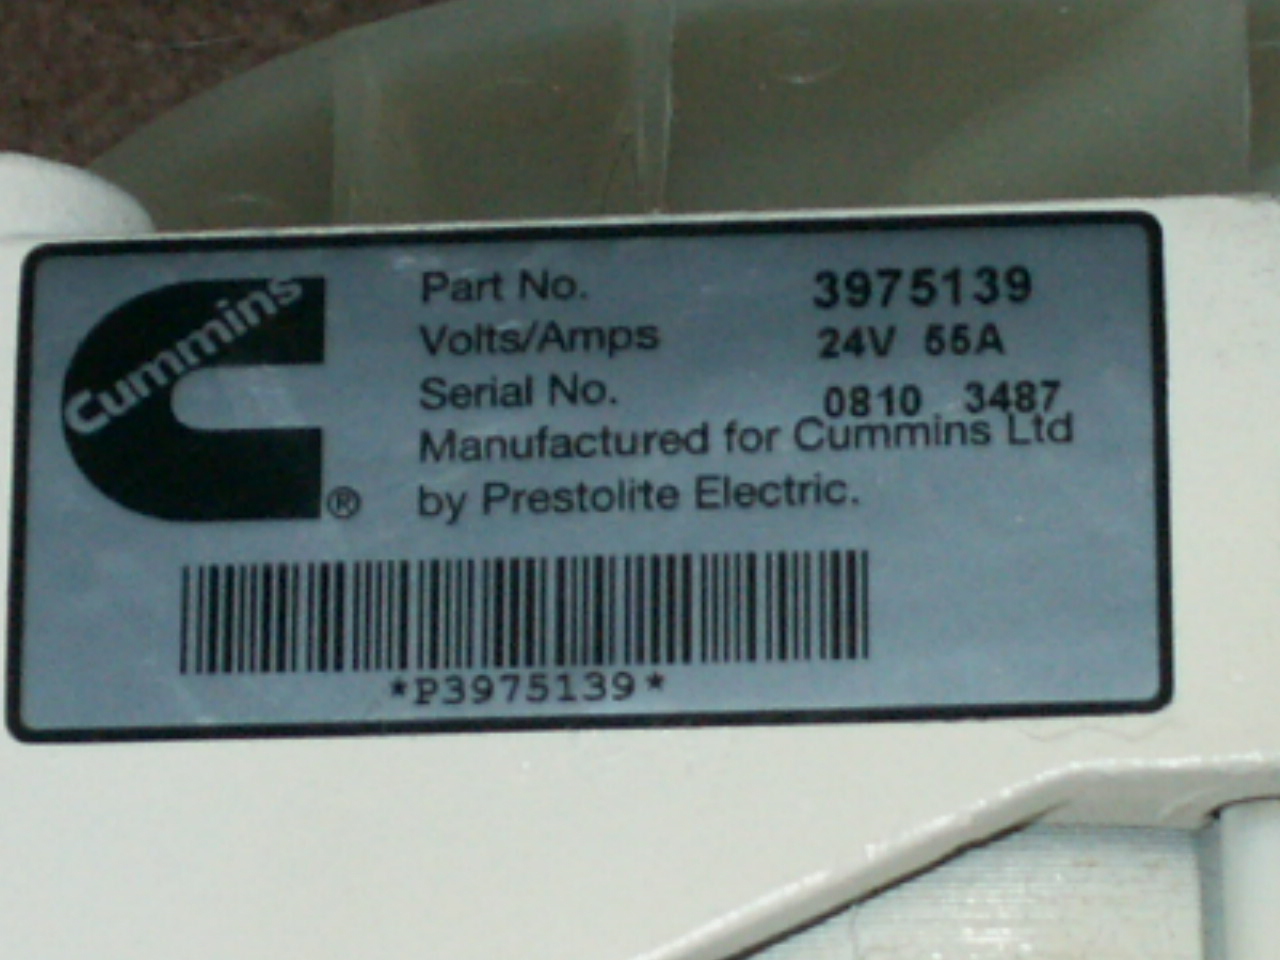 Cummins
®
Part No. 3975139
Volts/Amps 24V 55A
Serial No. 0810 3487
Manufactured for Cummins Ltd
by Prestolite Electric.
*P3975139*